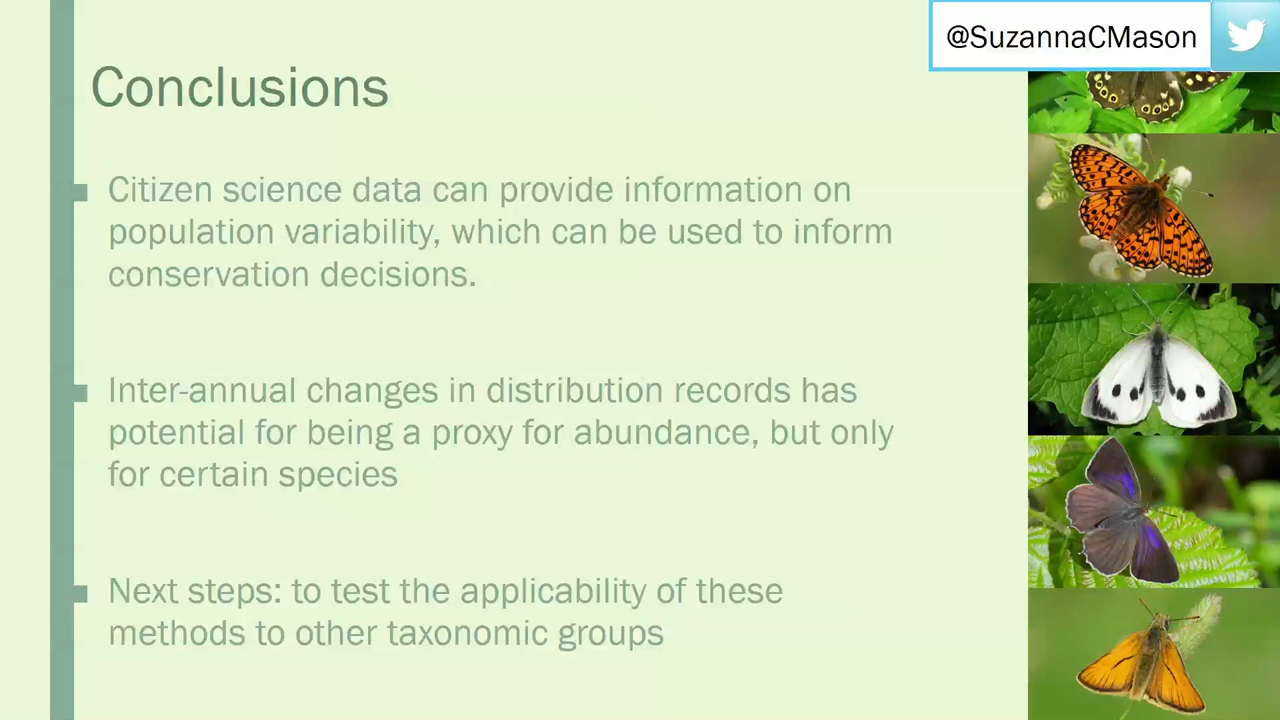 @SuzannaCMason
Conclusions
Citizen science data can provide information on
population variability, which can be used to inform
conservation decisions.
Inter-annual changes in distribution records has
potential for being a proxy for abundance, but only
for certain species
Next steps: to test the applicability of these
methods to other taxonomic groups